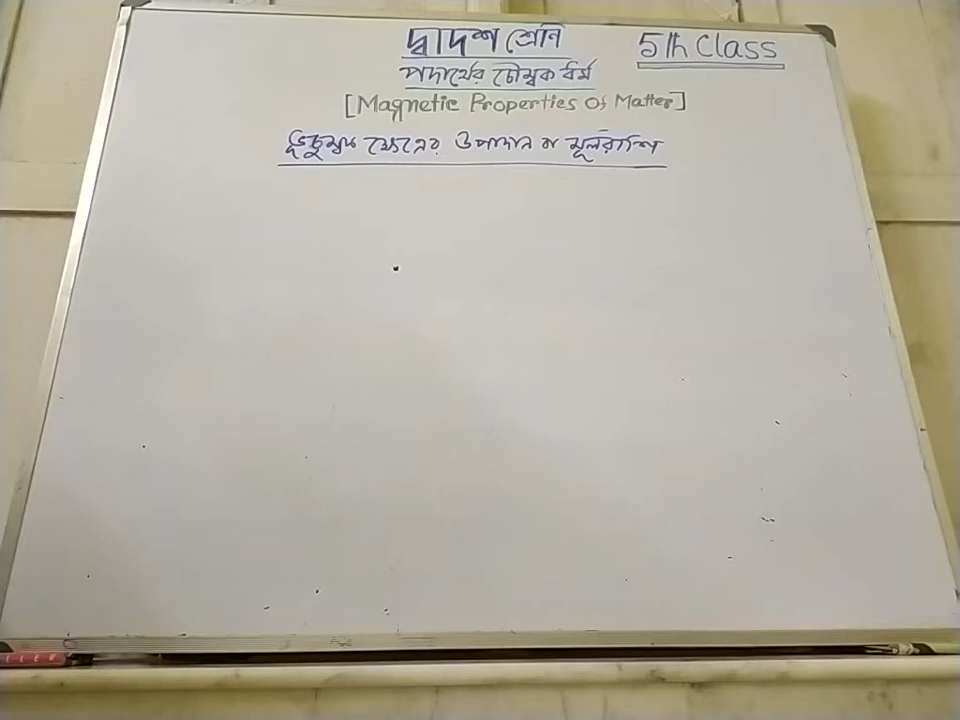 দ্বাদশ শ্রেনি
5th Class
পদার্থের চৌম্বক ধর্ম
[Magnetic Properties Of Matter]
ভূচুম্বক ক্ষেত্রের উপাদান বা মূলরাশি